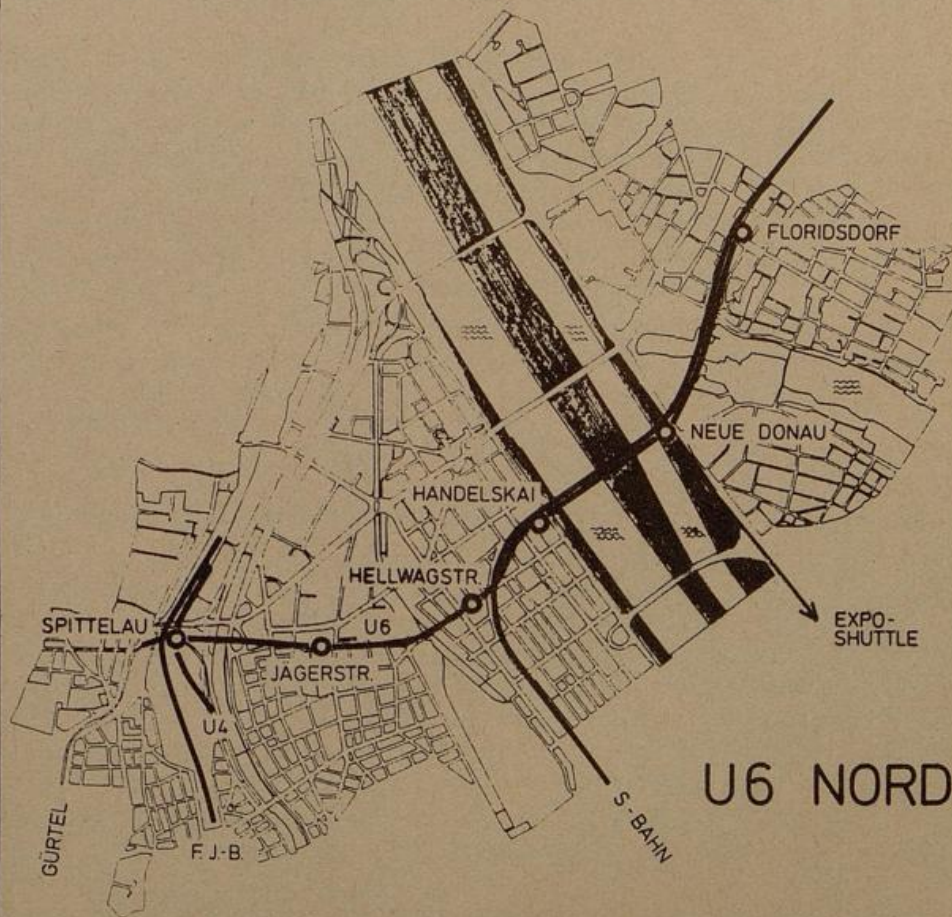 FLORIDSDORF
NEUE DONAU
HANDELSKAI
HELLWAGSTR.
SPITTELAU
U6
JÄGERSTR.
EXPO-
SHUTTLE
U4
U6 NORD
GÜRTEL
F.J.-B.
S-BAHN